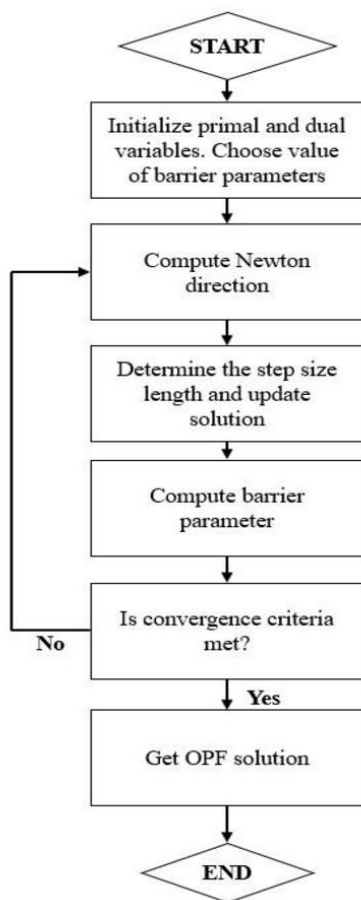 START
Initialize primal and dual
variables. Choose value
of barrier parameters
Compute Newton
direction
Determine the step size
length and update
solution
Compute barrier
parameter
Is convergence criteria
met?
No
Yes
Get OPF solution
END